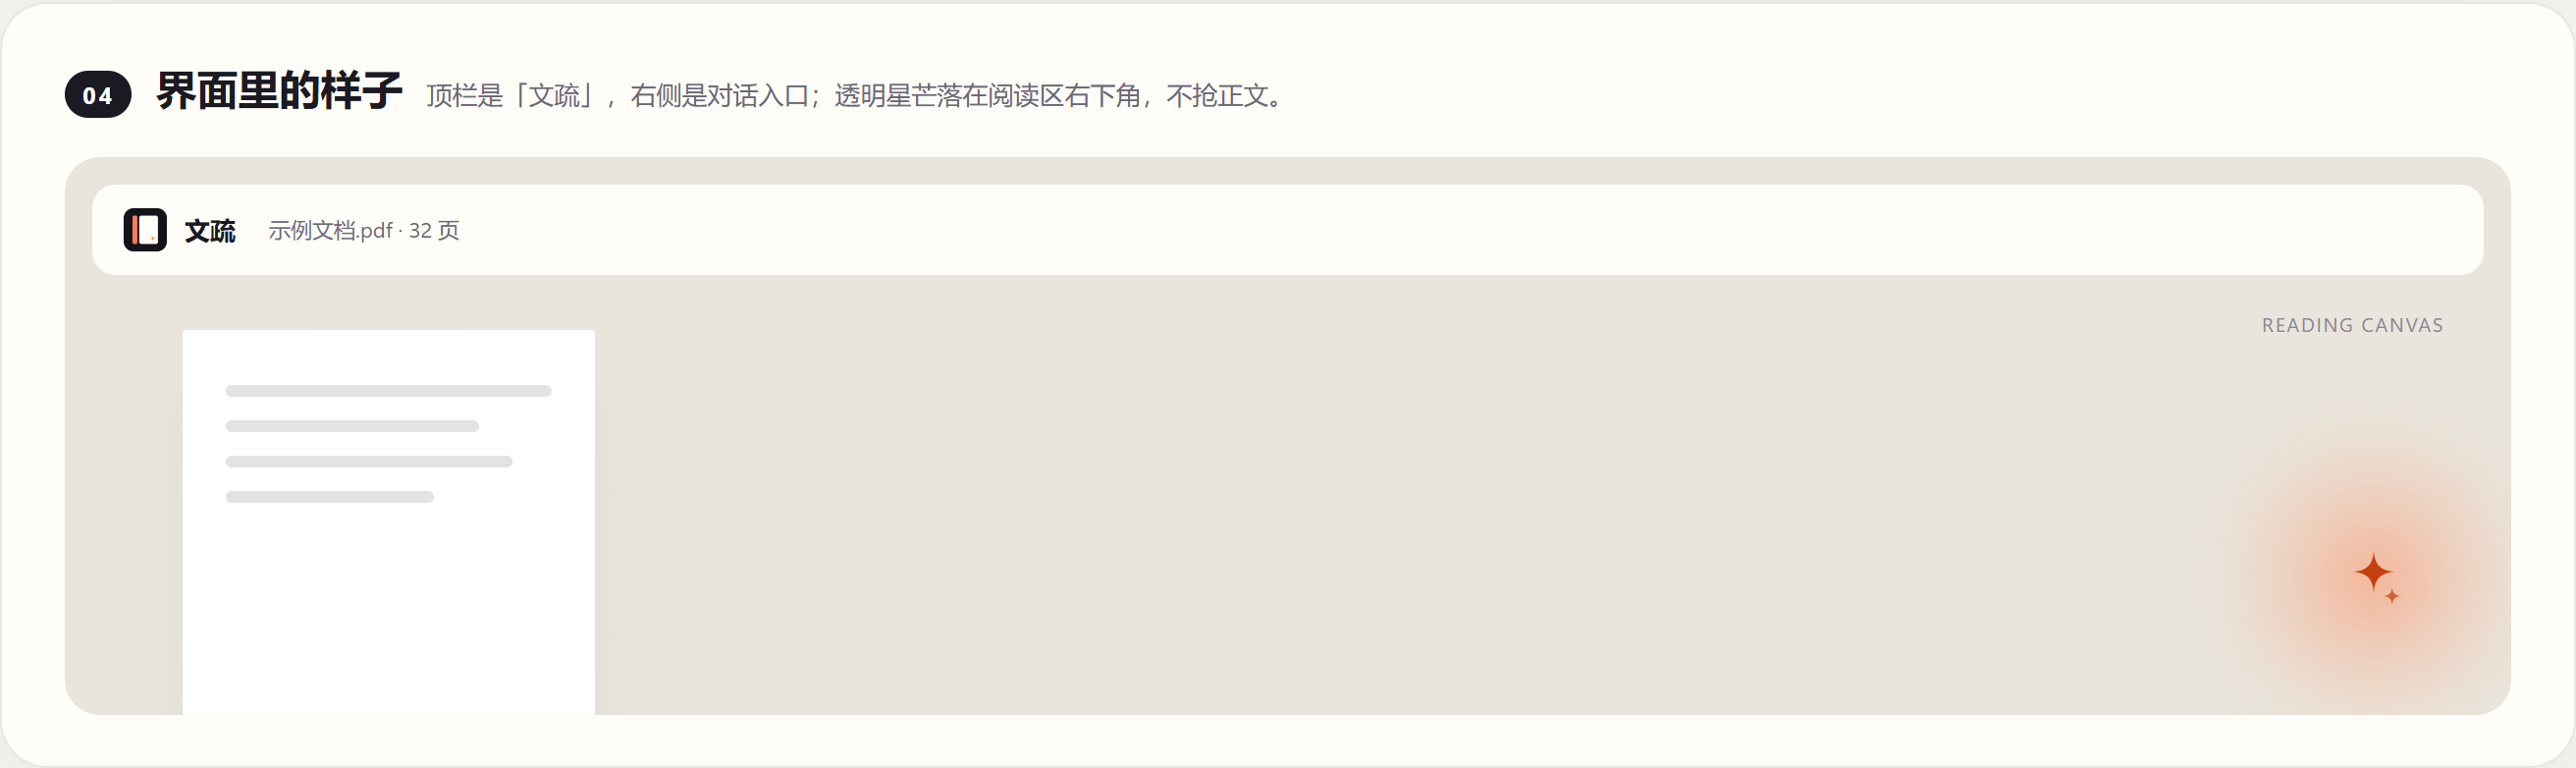 04 界面里的样子 顶栏是「文疏」，右侧是对话入口；透明星芒落在阅读区右下角，不抢正文。
文疏 示例文档.pdf · 32 页
READING CANVAS